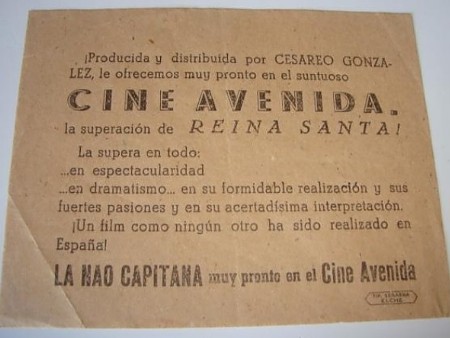 ¡Producida y distribuída por CESAREO GONZA-
LEZ, le ofrecemos muy pronto en el suntuoso
CINE AVENIDA.
la superación de REINA SANTA!
La supera en todo:
...en espectacularidad
...en dramatismo... en su formidable realización y sus
fuertes pasiones y en su acertadísima interpretación.
¡Un film como ningún otro ha sido realizado en
España!
LA NAO CAPITANA muy pronto en el Cine Avenida
ELCHE